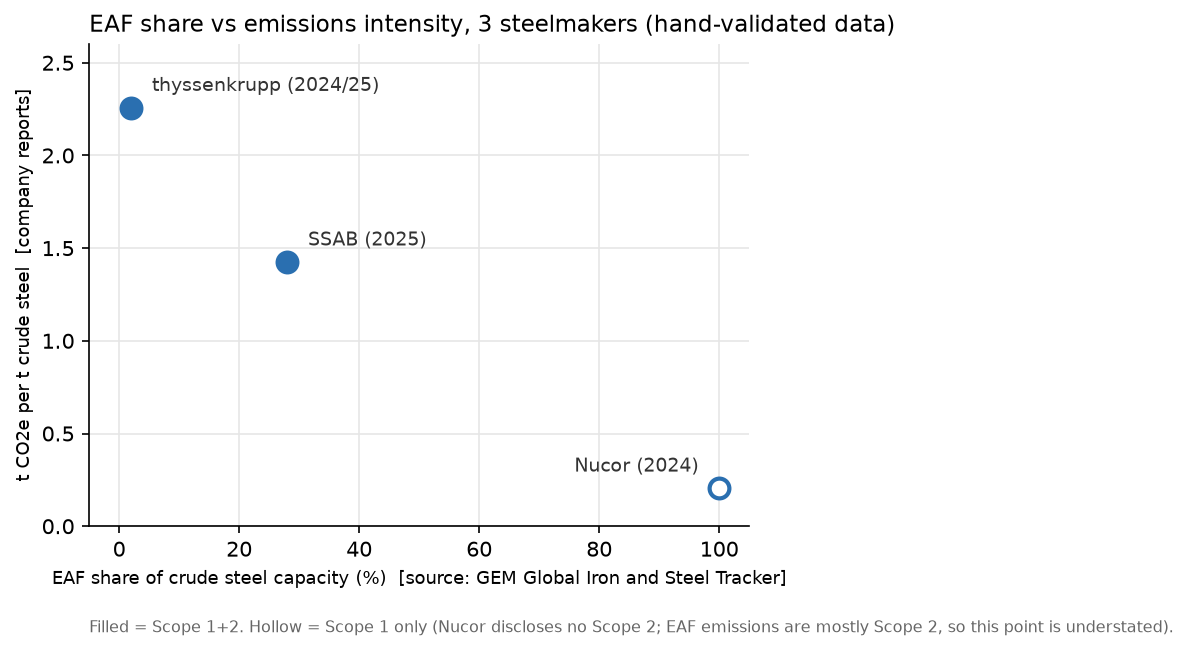 EAF share vs emissions intensity, 3 steelmakers (hand-validated data)
t CO2e per t crude steel  [company reports]
2.5
2.0
1.5
1.0
0.5
0.0
thyssenkrupp (2024/25)
SSAB (2025)
Nucor (2024)
0 20 40 60 80 100
EAF share of crude steel capacity (%)  [source: GEM Global Iron and Steel Tracker]
Filled = Scope 1+2. Hollow = Scope 1 only (Nucor discloses no Scope 2; EAF emissions are mostly Scope 2, so this point is understated).